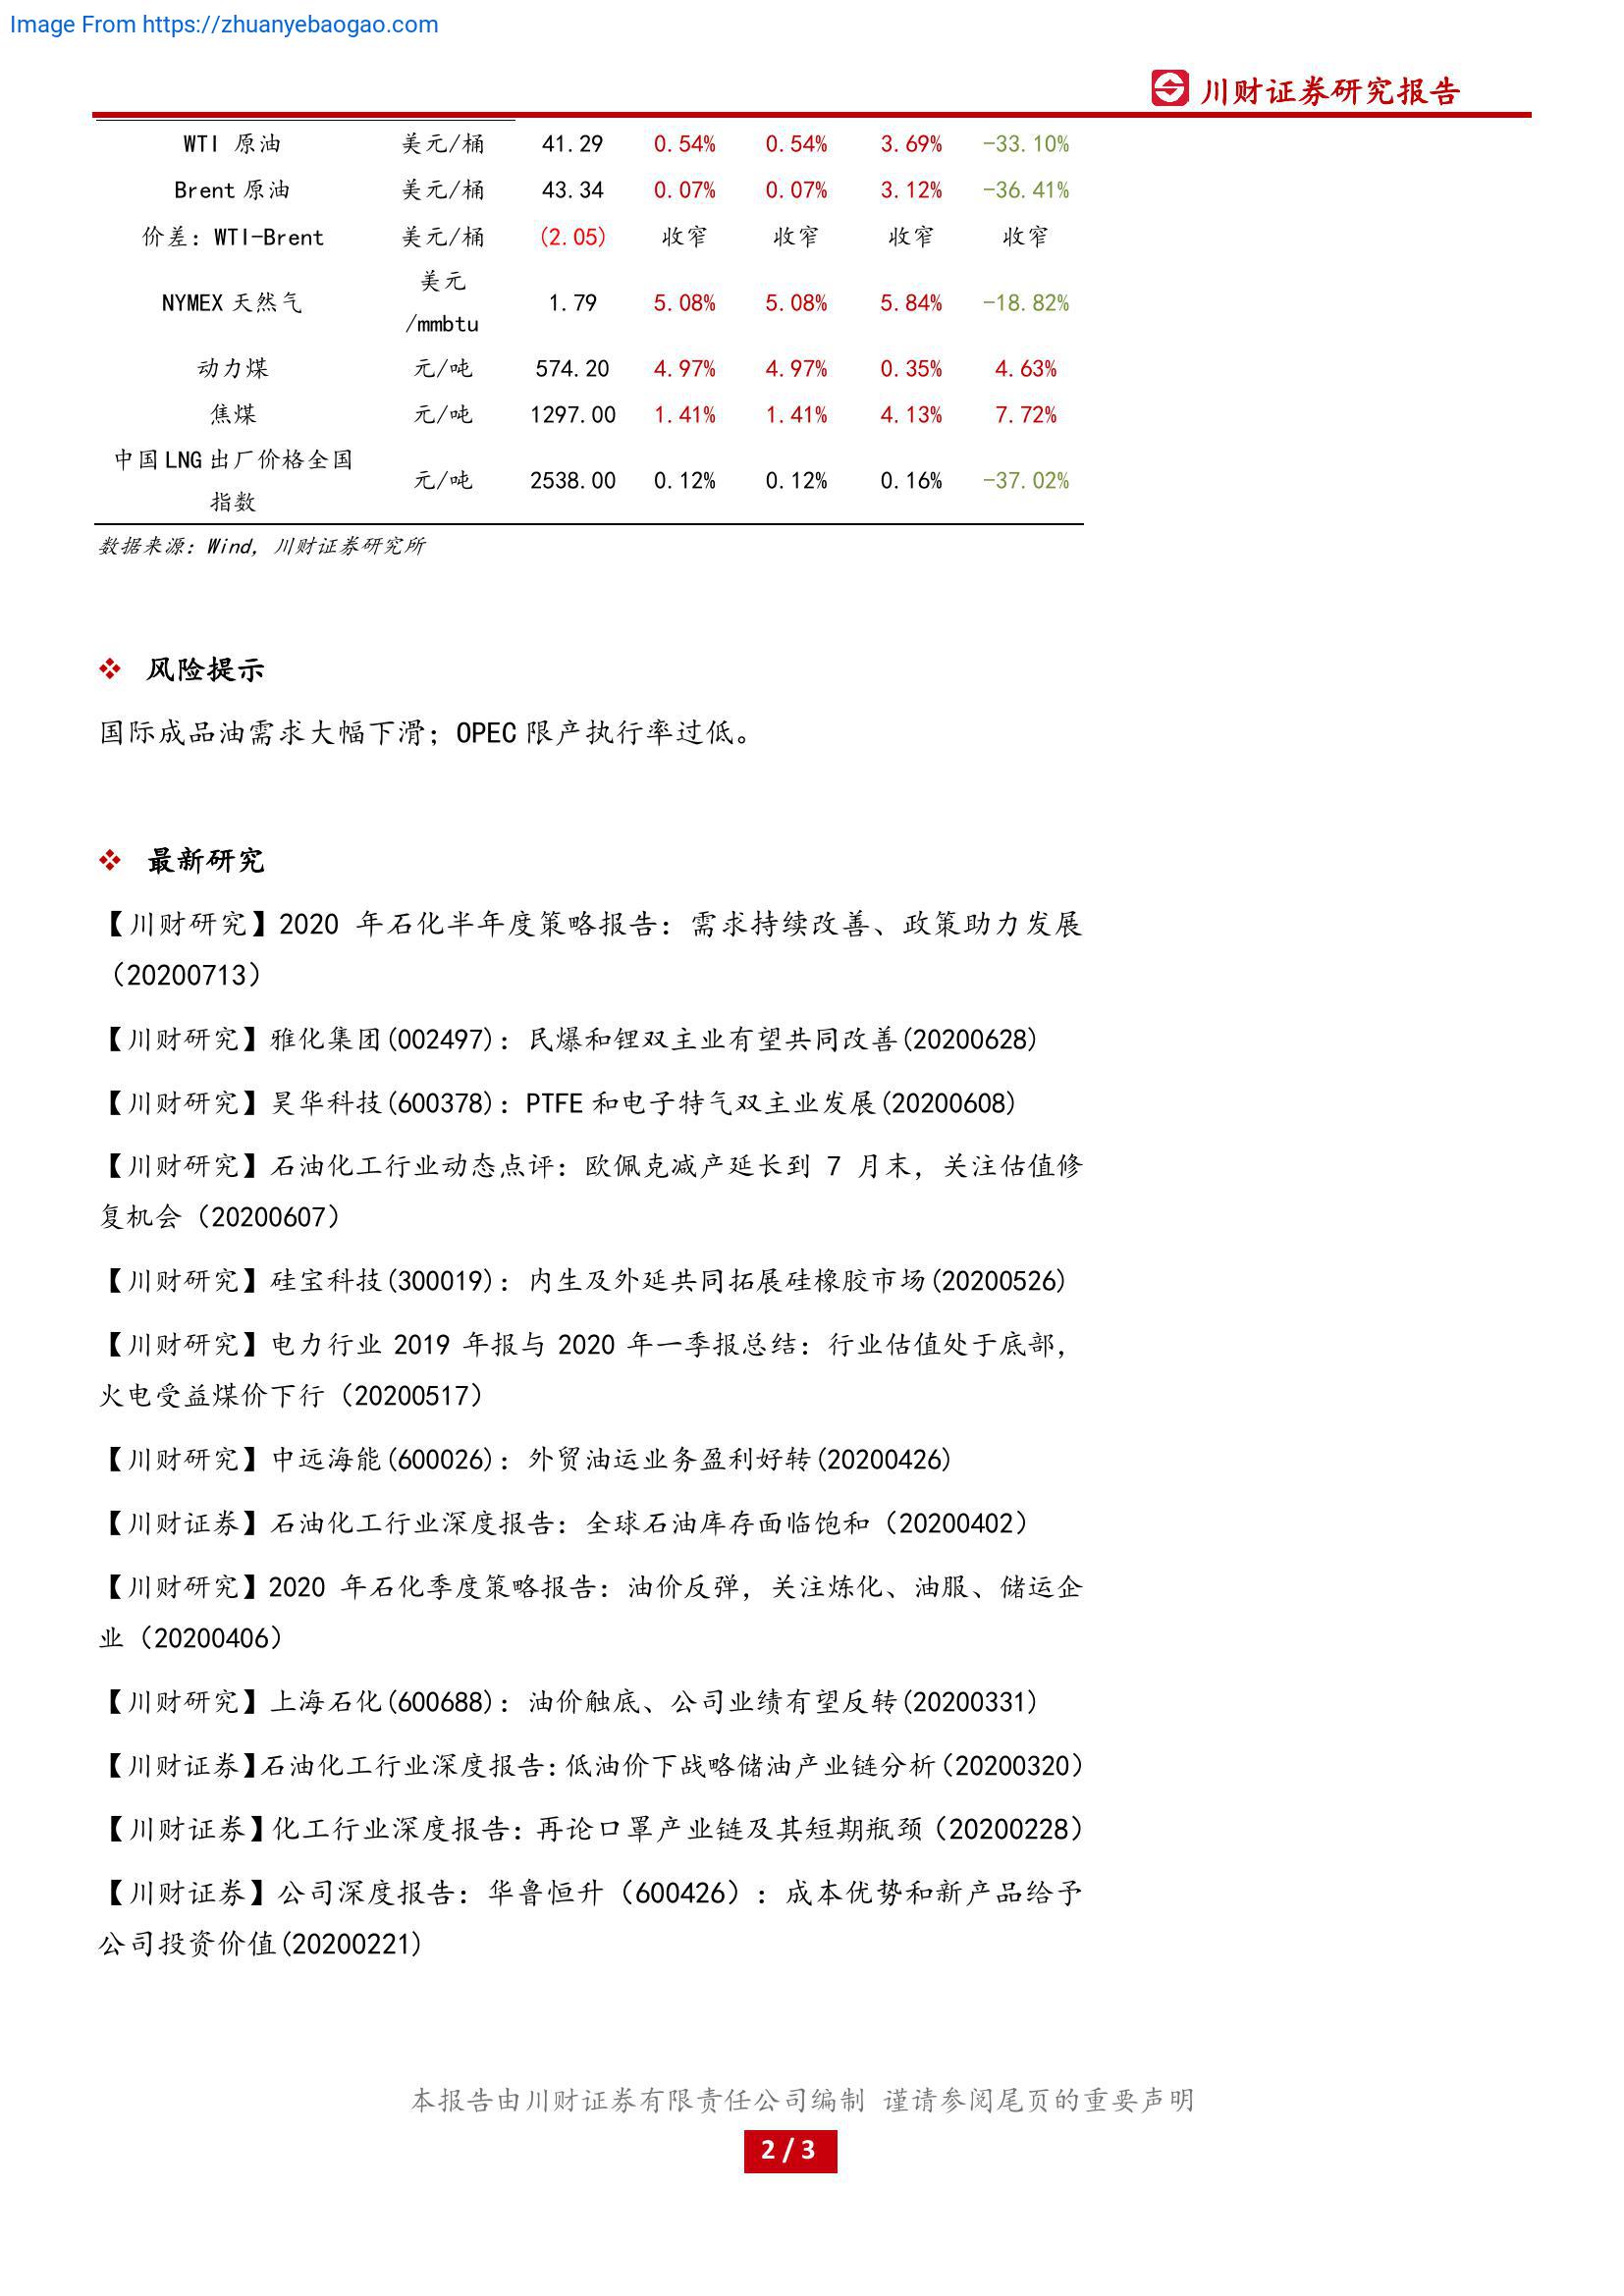 Image From https://zhuanyebaogao.com
川财证券研究报告
WTI 原油 美元/桶 41.29 0.54% 0.54% 3.69% -33.10%
Brent 原油 美元/桶 43.34 0.07% 0.07% 3.12% -36.41%
价差：WTI-Brent 美元/桶 (2.05) 收窄 收窄 收窄 收窄
NYMEX 天然气 美元/mmbtu 1.79 5.08% 5.08% 5.84% -18.82%
动力煤 元/吨 574.20 4.97% 4.97% 0.35% 4.63%
焦煤 元/吨 1297.00 1.41% 1.41% 4.13% 7.72%
中国 LNG 出厂价格全国指数 元/吨 2538.00 0.12% 0.12% 0.16% -37.02%
数据来源：Wind，川财证券研究所
❖ 风险提示
国际成品油需求大幅下滑；OPEC 限产执行率过低。
❖ 最新研究
【川财研究】2020 年石化半年度策略报告：需求持续改善、政策助力发展
（20200713）
【川财研究】雅化集团(002497)：民爆和锂双主业有望共同改善(20200628)
【川财研究】昊华科技(600378)：PTFE 和电子特气双主业发展(20200608)
【川财研究】石油化工行业动态点评：欧佩克减产延长到 7 月末，关注估值修
复机会（20200607）
【川财研究】硅宝科技(300019)：内生及外延共同拓展硅橡胶市场(20200526)
【川财研究】电力行业 2019 年报与 2020 年一季报总结：行业估值处于底部，
火电受益煤价下行（20200517）
【川财研究】中远海能(600026)：外贸油运业务盈利好转(20200426)
【川财证券】石油化工行业深度报告：全球石油库存面临饱和（20200402）
【川财研究】2020 年石化季度策略报告：油价反弹，关注炼化、油服、储运企
业（20200406）
【川财研究】上海石化(600688)：油价触底、公司业绩有望反转(20200331)
【川财证券】石油化工行业深度报告：低油价下战略储油产业链分析（20200320）
【川财证券】化工行业深度报告：再论口罩产业链及其短期瓶颈（20200228）
【川财证券】公司深度报告：华鲁恒升（600426）：成本优势和新产品给予
公司投资价值(20200221)
本报告由川财证券有限责任公司编制 谨请参阅尾页的重要声明
2 / 3